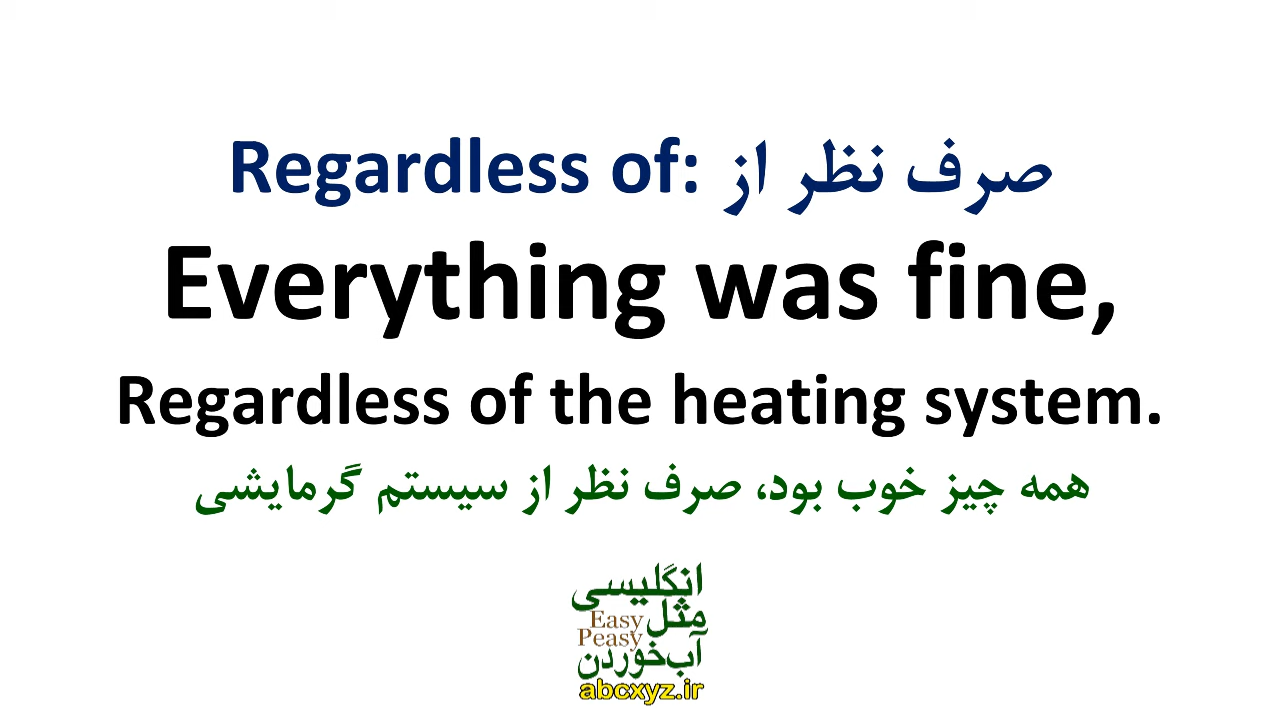 Regardless of: صرف نظر از
Everything was fine,
Regardless of the heating system.
همه چیز خوب بود، صرف نظر از سیستم گرمایشی
انگلیسی
مثل
Easy
Peasy
آب خوردن
abcxyz.ir